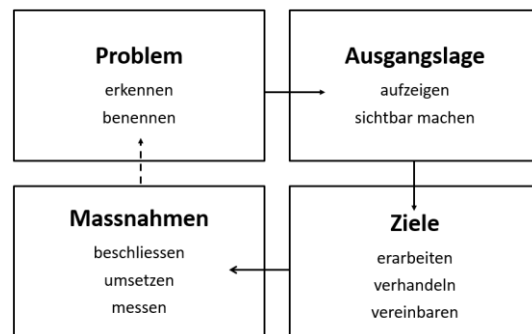 Problem
erkennen
benennen
Ausgangslage
aufzeigen
sichtbar machen
Massnahmen
beschliessen
umsetzen
messen
Ziele
erarbeiten
verhandeln
vereinbaren